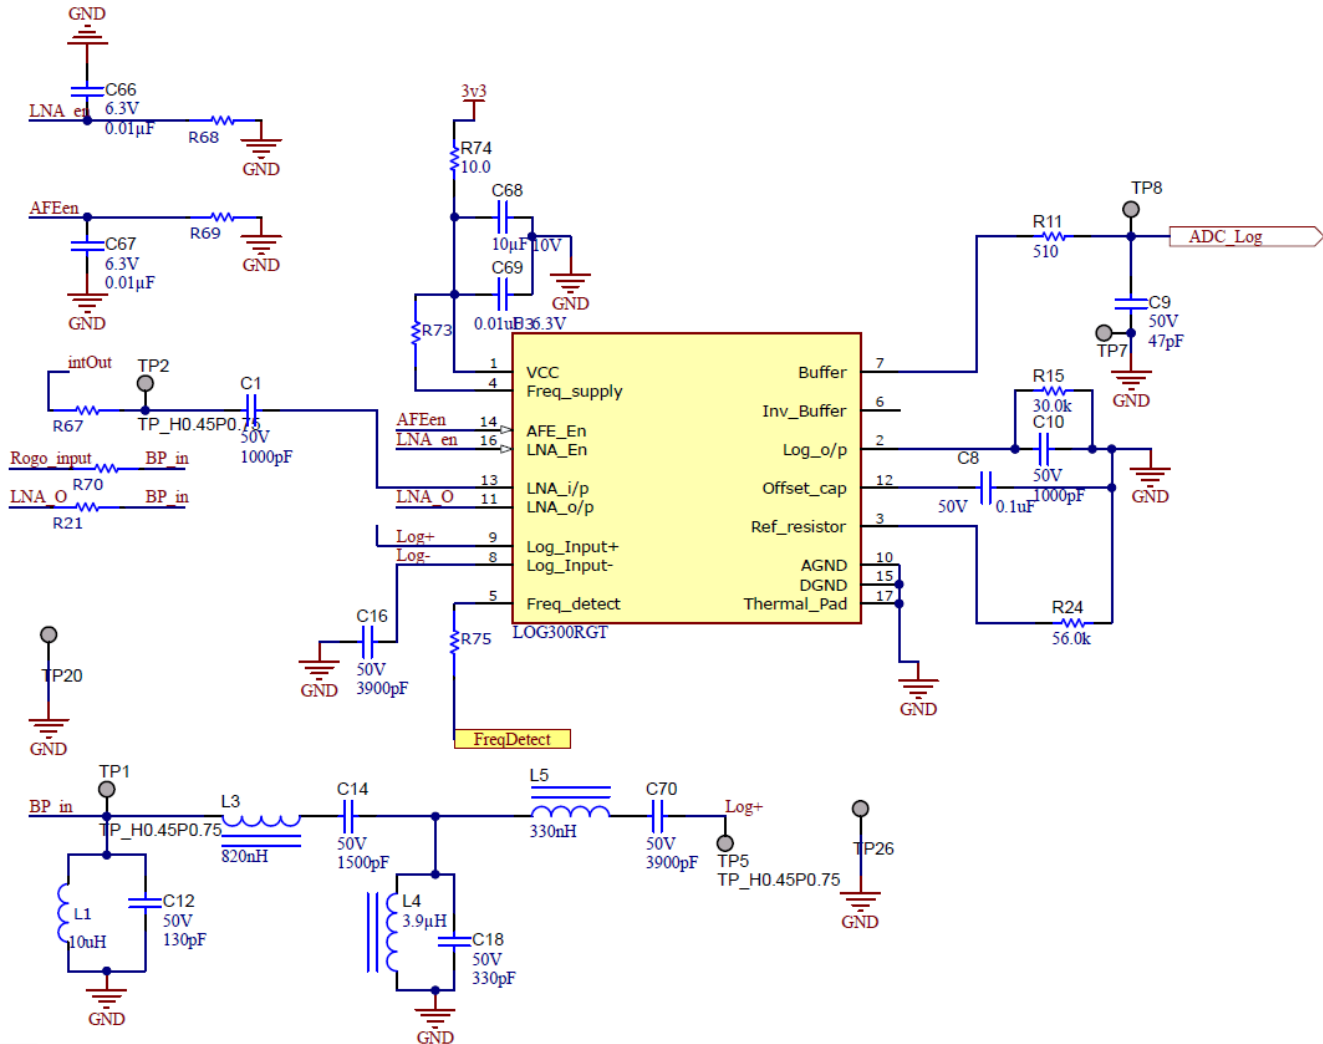 GND
C66
6.3V
0.01µF
LNA_en
R68
GND
AFEen
R69
GND
C67
6.3V
0.01µF
GND
3v3
R74
10.0
C68
10µF 10V
C69
0.01uF 6.3V
GND
R73
intOut
TP2
TP_H0.45P0.75
R67
C1
50V
1000pF
Rogo_input
BP_in
R70
LNA_O
BP_in
R21
AFEen
LNA_en
LNA_O
Log+
Log-
1
4
14
16
13
11
9
8
5
VCC
Freq_supply
AFE_En
LNA_En
LNA_i/p
LNA_o/p
Log_Input+
Log_Input-
Freq_detect
LOG300RGT
Buffer
Inv_Buffer
Log_o/p
Offset_cap
Ref_resistor
AGND
DGND
Thermal_Pad
7
6
2
12
3
10
15
17
GND
R11
510
TP8
ADC_Log
C9
50V
47pF
TP7
GND
R15
30.0k
C10
50V
1000pF
GND
C8
50V
0.1uF
R24
56.0k
C16
50V
3900pF
GND
R75
FreqDetect
TP20
GND
TP1
BP_in
TP_H0.45P0.75
L1
10uH
C12
50V
130pF
GND
L3
820nH
C14
50V
1500pF
L4
3.9µH
C18
50V
330pF
GND
L5
330nH
C70
50V
3900pF
Log+
TP5
TP_H0.45P0.75
TP26
GND